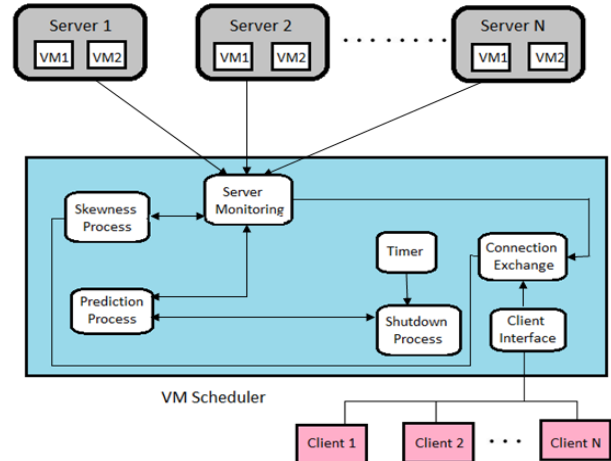 Server 1
VM1 VM2
Server 2
VM1 VM2
Server N
VM1 VM2
Server
Monitoring
Skewness
Process
Timer
Connection
Exchange
Prediction
Process
Shutdown
Process
Client
Interface
VM Scheduler
Client 1
Client 2
Client N